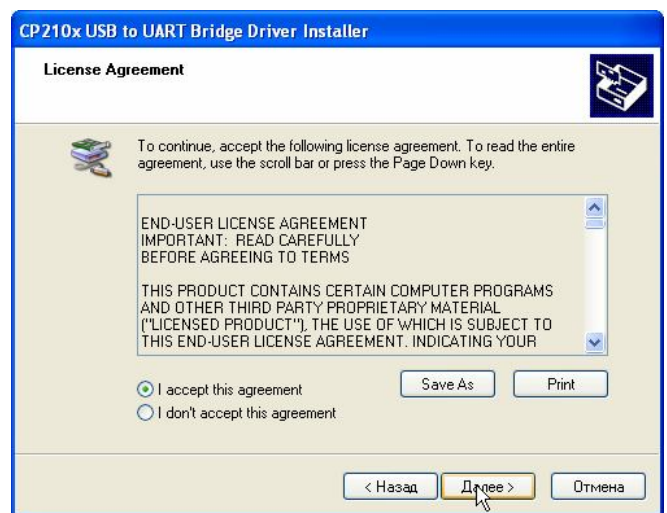 CP210x USB to UART Bridge Driver Installer
License Agreement
To continue, accept the following license agreement. To read the entire
agreement, use the scroll bar or press the Page Down key.
END-USER LICENSE AGREEMENT
IMPORTANT: READ CAREFULLY
BEFORE AGREEING TO TERMS
THIS PRODUCT CONTAINS CERTAIN COMPUTER PROGRAMS
AND OTHER THIRD PARTY PROPRIETARY MATERIAL
("LICENSED PRODUCT"), THE USE OF WHICH IS SUBJECT TO
THIS END-USER LICENSE AGREEMENT. INDICATING YOUR
I accept this agreement
Save As
Print
I don't accept this agreement
< Назад
Далее >
Отмена